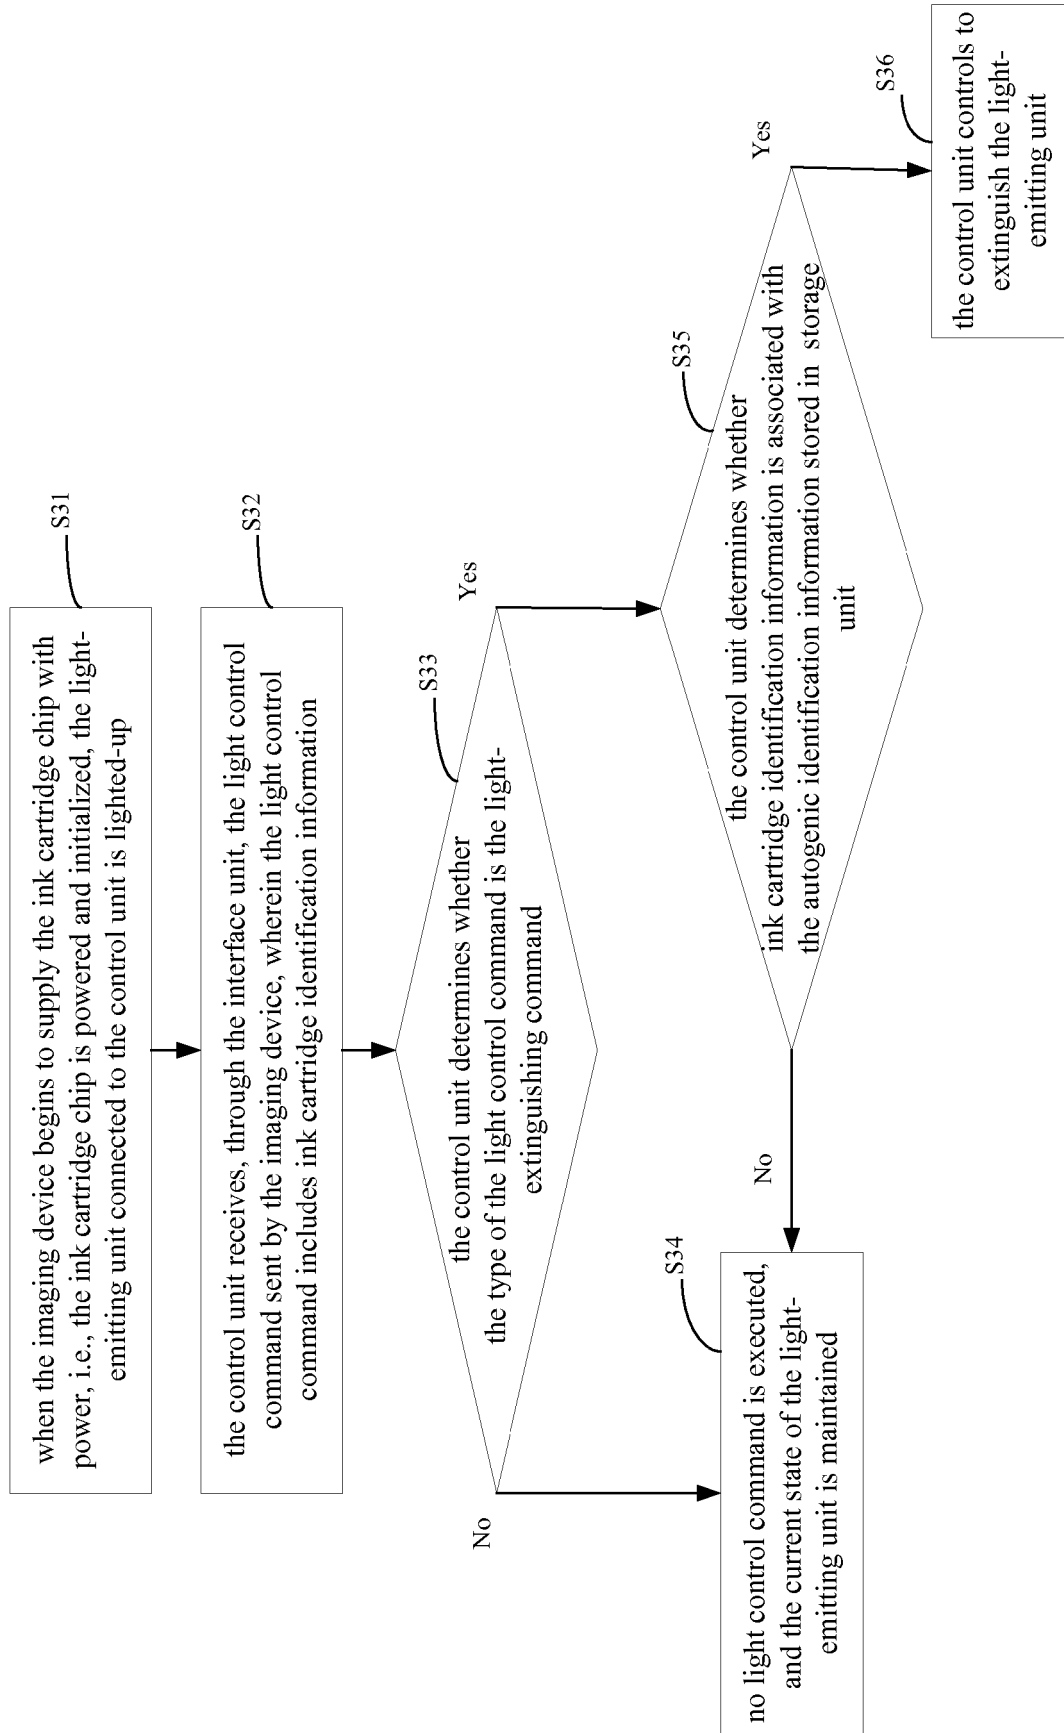 S31
when the imaging device begins to supply the ink cartridge chip with
power, i.e., the ink cartridge chip is powered and initialized, the light-
emitting unit connected to the control unit is lighted-up
S32
the control unit receives, through the interface unit, the light control
command sent by the imaging device, wherein the light control
command includes ink cartridge identification information
S33
the control unit determines whether
the type of the light control command is the light-
extinguishing command
No
Yes
S34
no light control command is executed,
and the current state of the light-
emitting unit is maintained
No
S35
the control unit determines whether
ink cartridge identification information is associated with
the autogenic identification information stored in storage
unit
Yes
S36
the control unit controls to
extinguish the light-
emitting unit